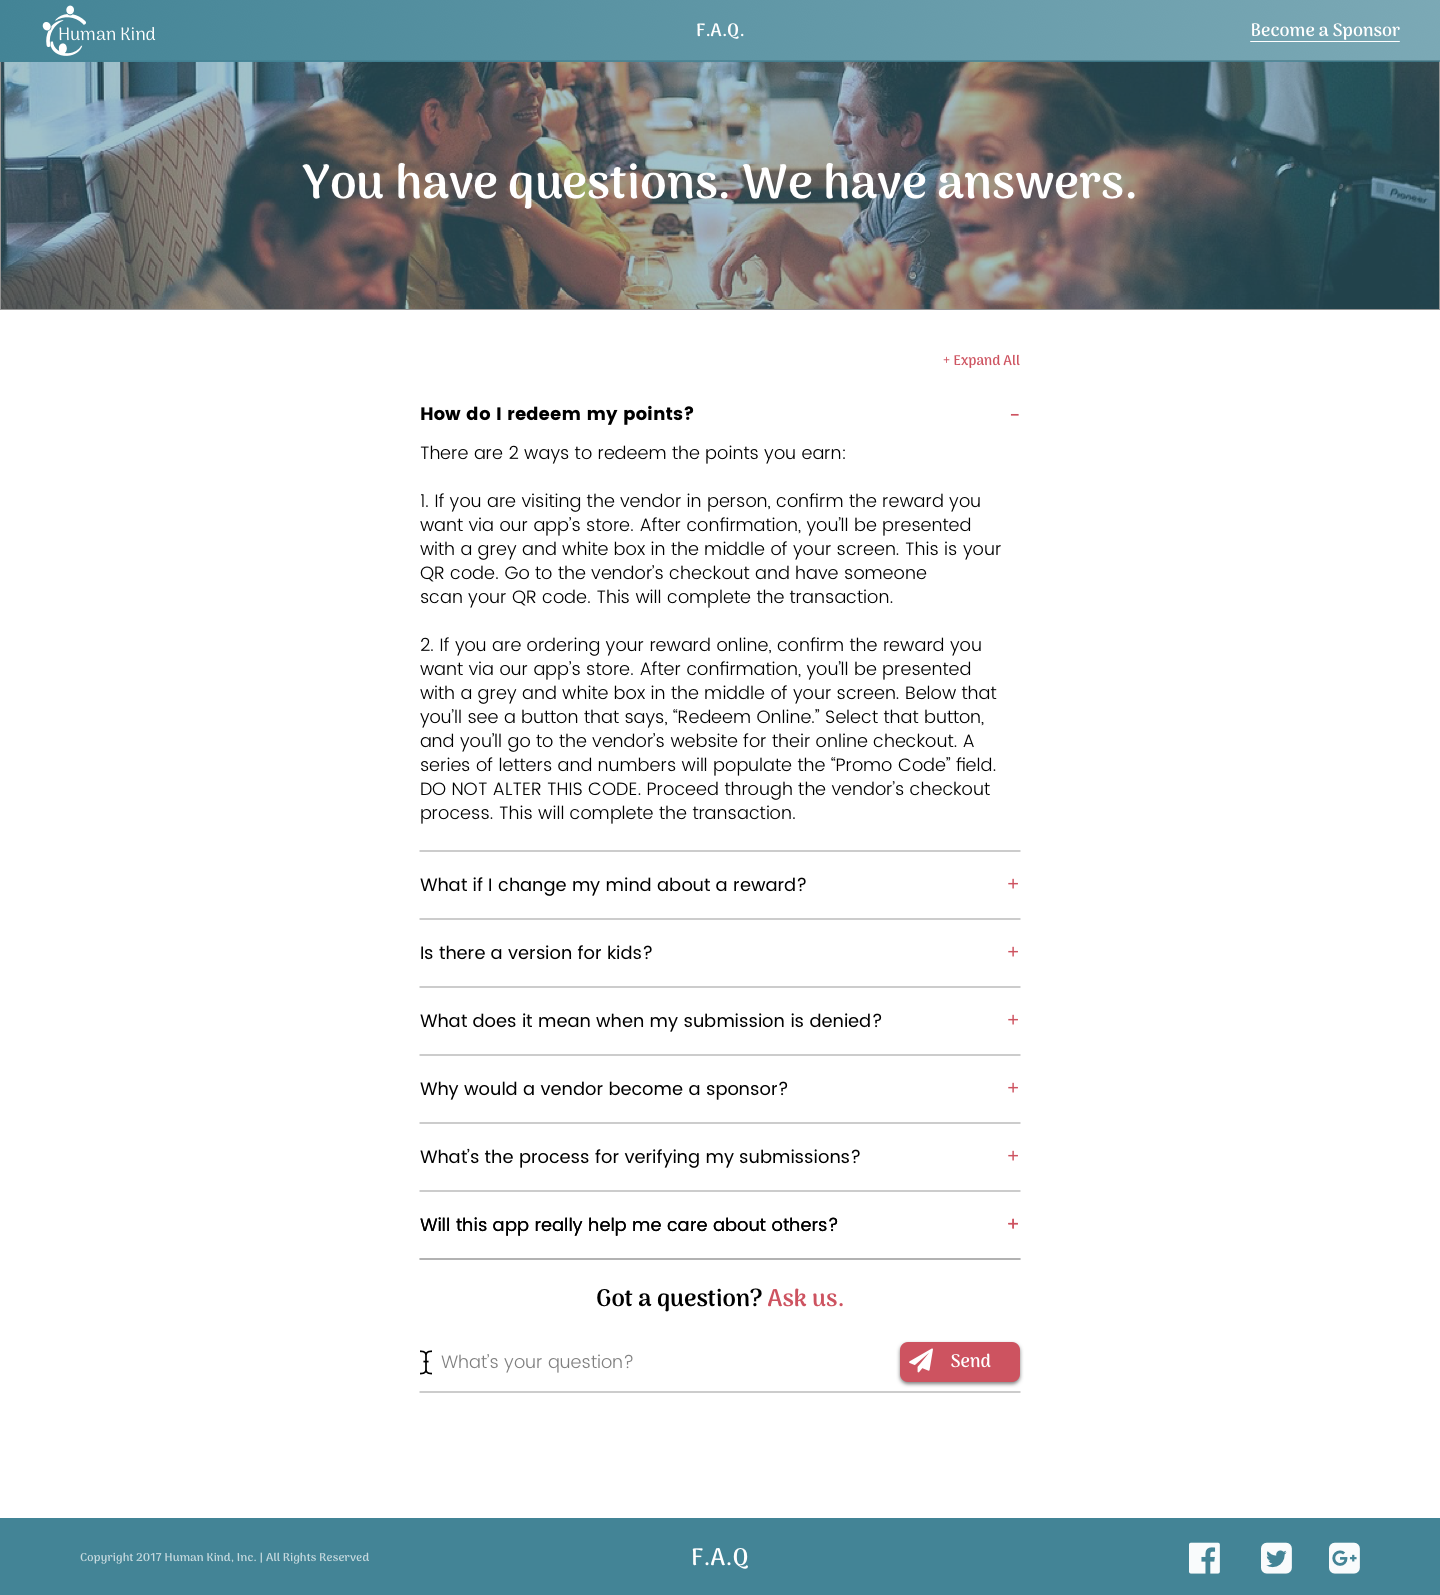 Human Kind
F.A.Q.
Become a Sponsor
You have questions. We have answers.
Pioneer
+ Expand All
How do I redeem my points?
-
There are 2 ways to redeem the points you earn:
1. If you are visiting the vendor in person, confirm the reward you
want via our app's store. After confirmation, you'll be presented
with a grey and white box in the middle of your screen. This is your
QR code. Go to the vendor's checkout and have someone
scan your QR code. This will complete the transaction.
2. If you are ordering your reward online, confirm the reward you
want via our app's store. After confirmation, you'll be presented
with a grey and white box in the middle of your screen. Below that
you'll see a button that says, “Redeem Online.” Select that button,
and you'll go to the vendor's website for their online checkout. A
series of letters and numbers will populate the “Promo Code” field.
DO NOT ALTER THIS CODE. Proceed through the vendor's checkout
process. This will complete the transaction.
What if I change my mind about a reward? +
Is there a version for kids? +
What does it mean when my submission is denied? +
Why would a vendor become a sponsor? +
What's the process for verifying my submissions? +
Will this app really help me care about others? +
Got a question? Ask us.
What's your question?
Send
Copyright 2017 Human Kind, Inc. | All Rights Reserved
F.A.Q
G+